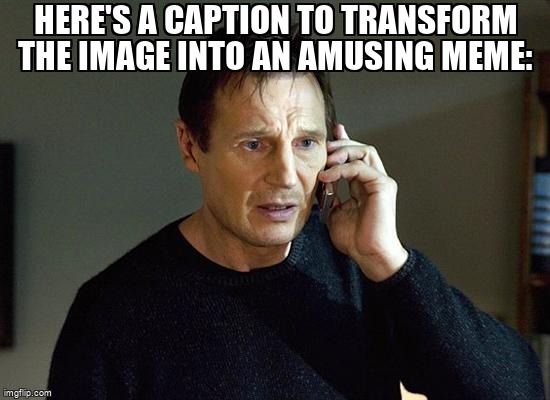 HERE'S A CAPTION TO TRANSFORM
THE IMAGE INTO AN AMUSING MEME:
imgflip.com